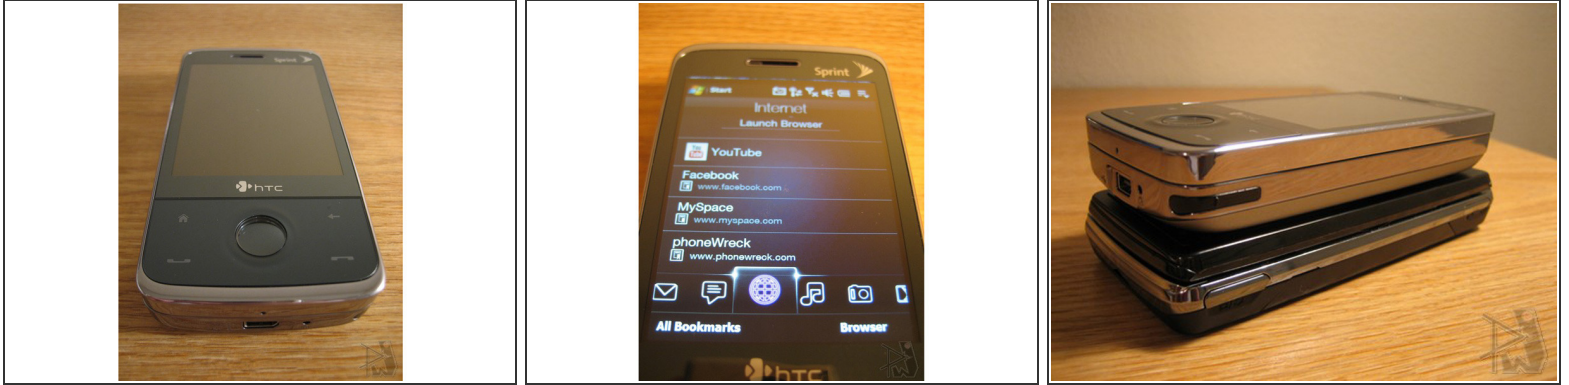 Sprint
hTC
Sprint
Start
Internet
Launch Browser
YouTube
Facebook
www.facebook.com
MySpace
www.myspace.com
phoneWreck
www.phonewreck.com
All Bookmarks
Browser
hTC